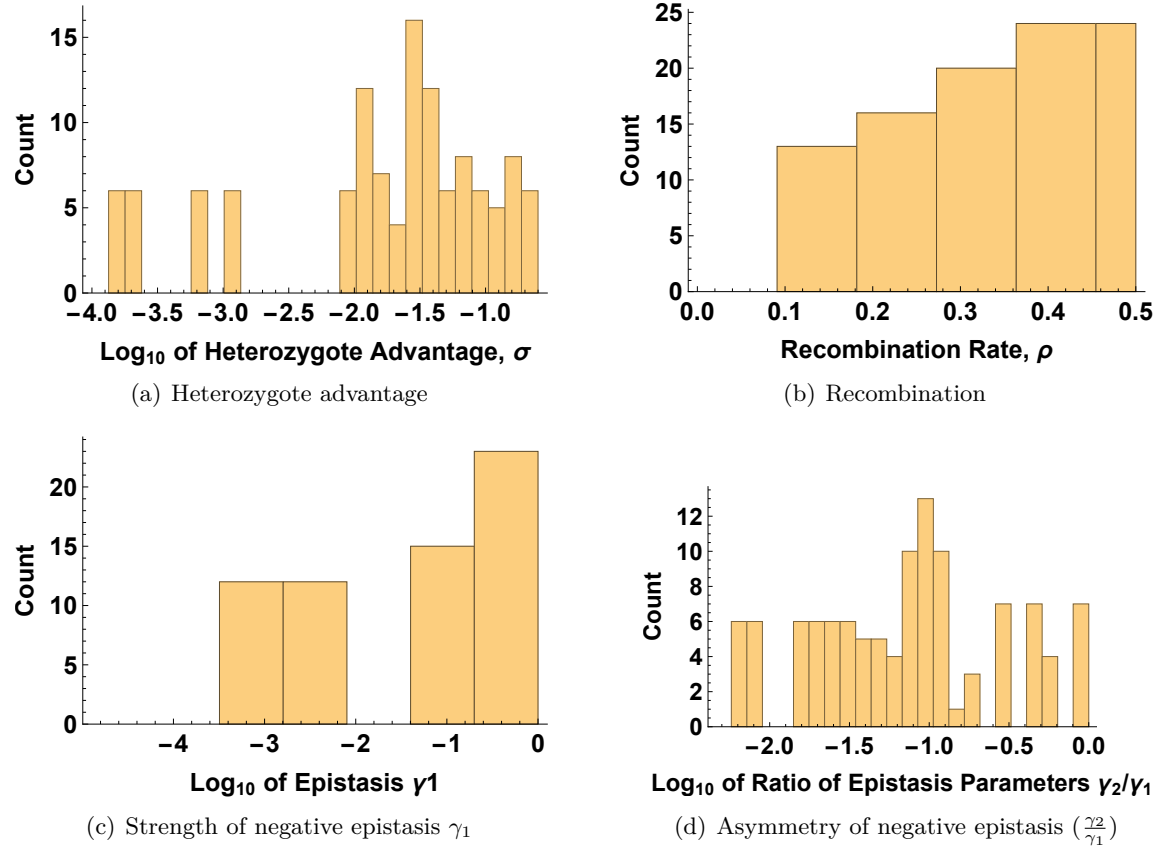 15
10
5
0
Count
−4.0 −3.5 −3.0 −2.5 −2.0 −1.5 −1.0
Log₁₀ of Heterozygote Advantage, σ
(a) Heterozygote advantage
25
20
15
10
5
0
Count
0.0 0.1 0.2 0.3 0.4 0.5
Recombination Rate, ρ
(b) Recombination
20
15
10
5
0
Count
−4 −3 −2 −1 0
Log₁₀ of Epistasis γ1
(c) Strength of negative epistasis γ₁
12
10
8
6
4
2
0
Count
−2.0 −1.5 −1.0 −0.5 0.0
Log₁₀ of Ratio of Epistasis Parameters γ₂/γ₁
(d) Asymmetry of negative epistasis (γ₂/γ₁)